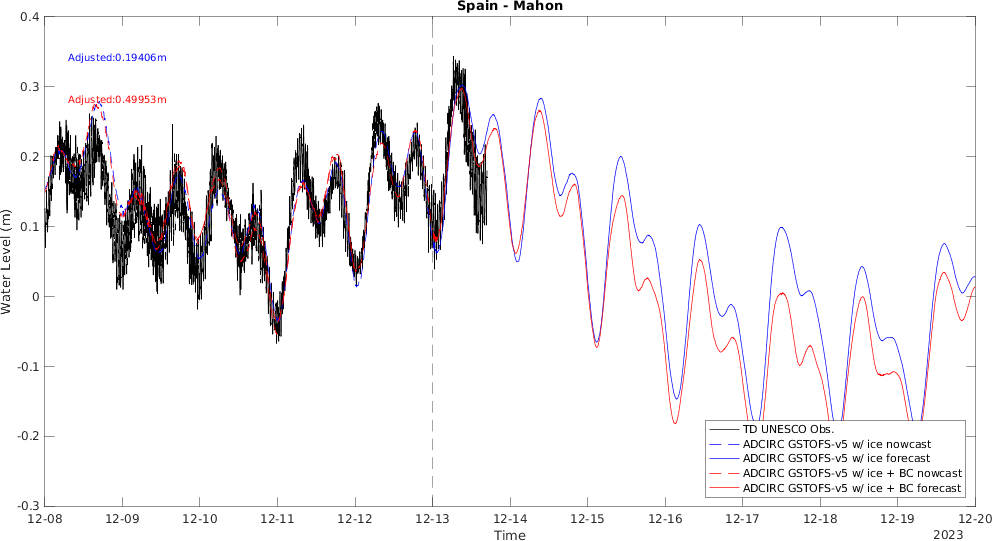 Spain - Mahon
Adjusted:0.19406m
Adjusted:0.49953m
Water Level (m)
0.4
0.3
0.2
0.1
0
-0.1
-0.2
-0.3
TD UNESCO Obs.
ADCIRC GSTOFS-v5 w/ ice nowcast
ADCIRC GSTOFS-v5 w/ ice forecast
ADCIRC GSTOFS-v5 w/ ice + BC nowcast
ADCIRC GSTOFS-v5 w/ ice + BC forecast
12-08 12-09 12-10 12-11 12-12 12-13 12-14 12-15 12-16 12-17 12-18 12-19 12-20
Time
2023